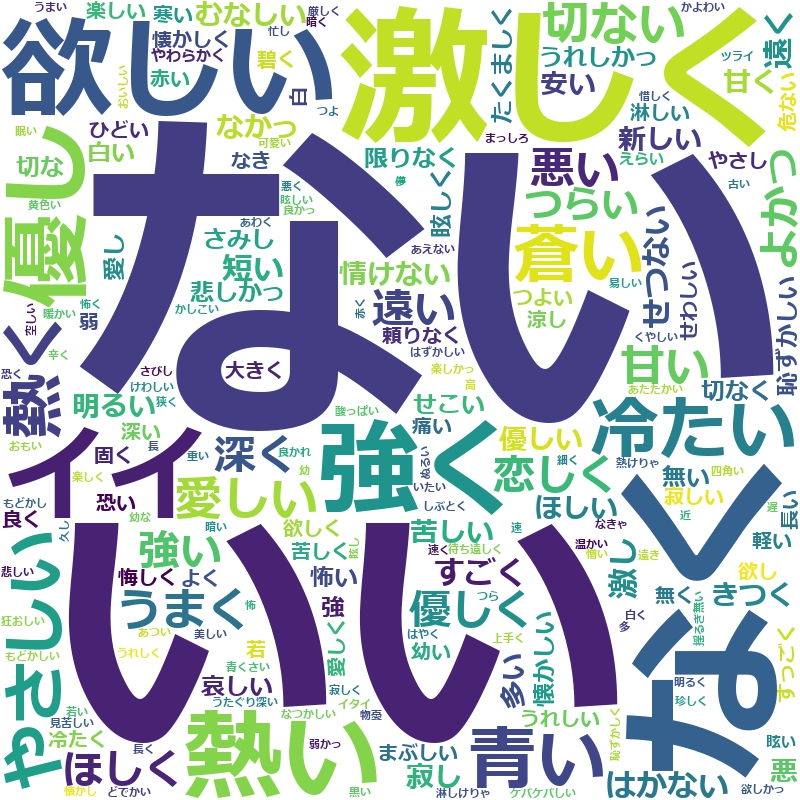 うまい
楽しい
寒い
むなしい
厳しく
暗く
忙し
切ない
かよわい
遠く
欲しい
激しく
懐かしく
やわらかく
碧く
うれしかっ
ツライ
赤い
おいしい
白
つよ
たくましく
安い
甘く
惜しく
危ない
眠い
ひどい
なかっ
可愛い
まっしろ
淋しい
新しい
優し
切な
白い
なき
限りなく
悪い
えらい
やさし
よかっ
黄色い
悪く
眩しい
良かっ
儚
眩しく
つらい
古い
ない
愛し
あわく
さみし
あえない
蒼い
せつない
短い
情けない
易しい
空しい
暖かい
怖く
悲しかっ
かしこい
赤く
遠い
つよい
涼し
せわしい
恥ずかしい
弱
頼りなく
くやしい
熱く
辛く
さびし
はずかしい
甘い
恐く
けわしい
大きく
楽しかっ
高
あたたかい
明るい
狭く
酸っぱい
せこい
冷たい
切なく
イイ
深い
長
深く
強く
痛い
優しい
おもい
固く
重い
良かれ
幼
ぬるい
恋しく
細く
熱けりゃ
無い
四角い
楽しく
恐い
愛しい
いたい
寂しい
もどかし
良く
幼な
しぶとく
ほしい
なきゃ
近
遅
長い
なく
やさしい
久し
いい
強い
暗い
欲しく
眩し
苦しい
速
速く
待ち遠しく
温かい
憎い
遠き
軽い
悲しい
悔しく
よく
苦しく
怖い
すごく
激し
揺るぎ無い
欲し
狂おしい
うまく
怖
強
つら
優しく
無く
白く
多
きつく
あつい
美しい
若
愛しく
はやく
上手く
もどかしい
うれしく
青くさい
幼い
多い
懐かしい
すっごく
若い
哀しい
寂しく
明るく
見苦しい
うたぐり深い
イタイ
珍しく
冷たく
なつかしい
物凄
うれしい
恥ずかしく
長く
熱い
弱かっ
まぶしい
青い
眩い
ほしく
寂し
はかない
悪
懐かし
どでかい
黒い
淋しけりゃ
ケバケバしい
欲しかっ